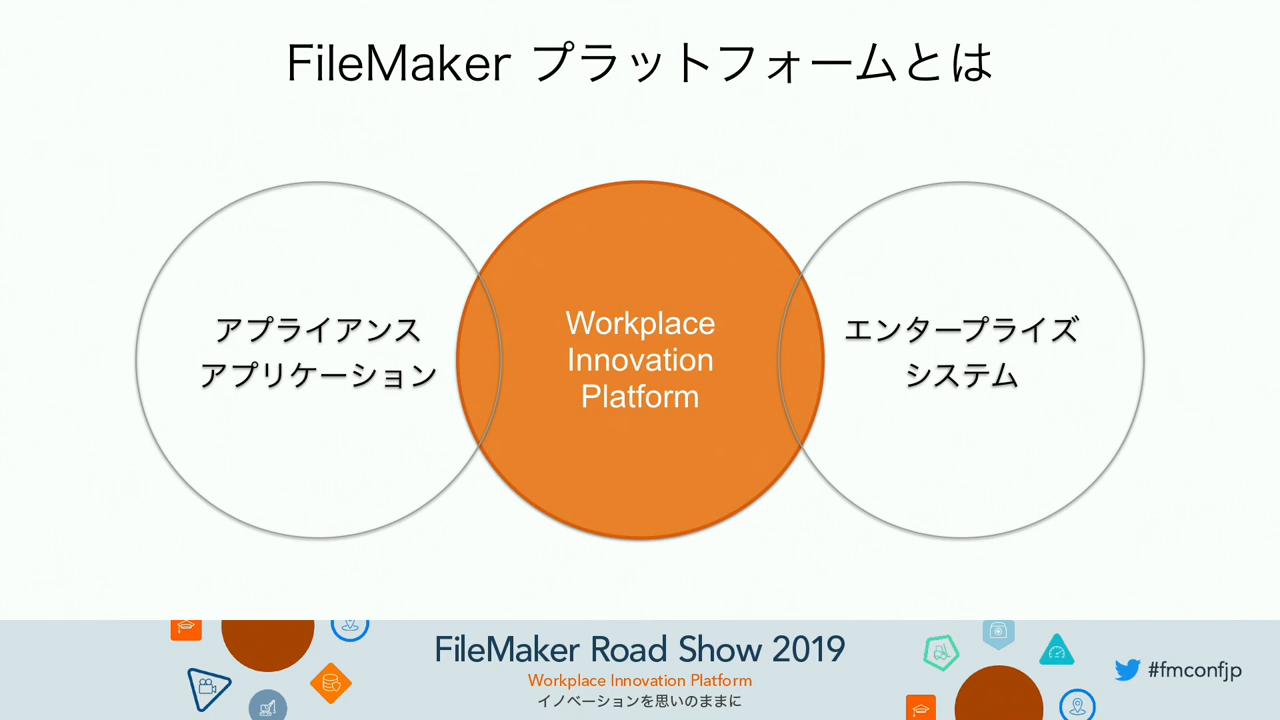 FileMaker プラットフォームとは
アプライアンス
アプリケーション
Workplace
Innovation
Platform
エンタープライズ
システム
FileMaker Road Show 2019
Workplace Innovation Platform
イノベーションを思いのままに
#fmconfjp